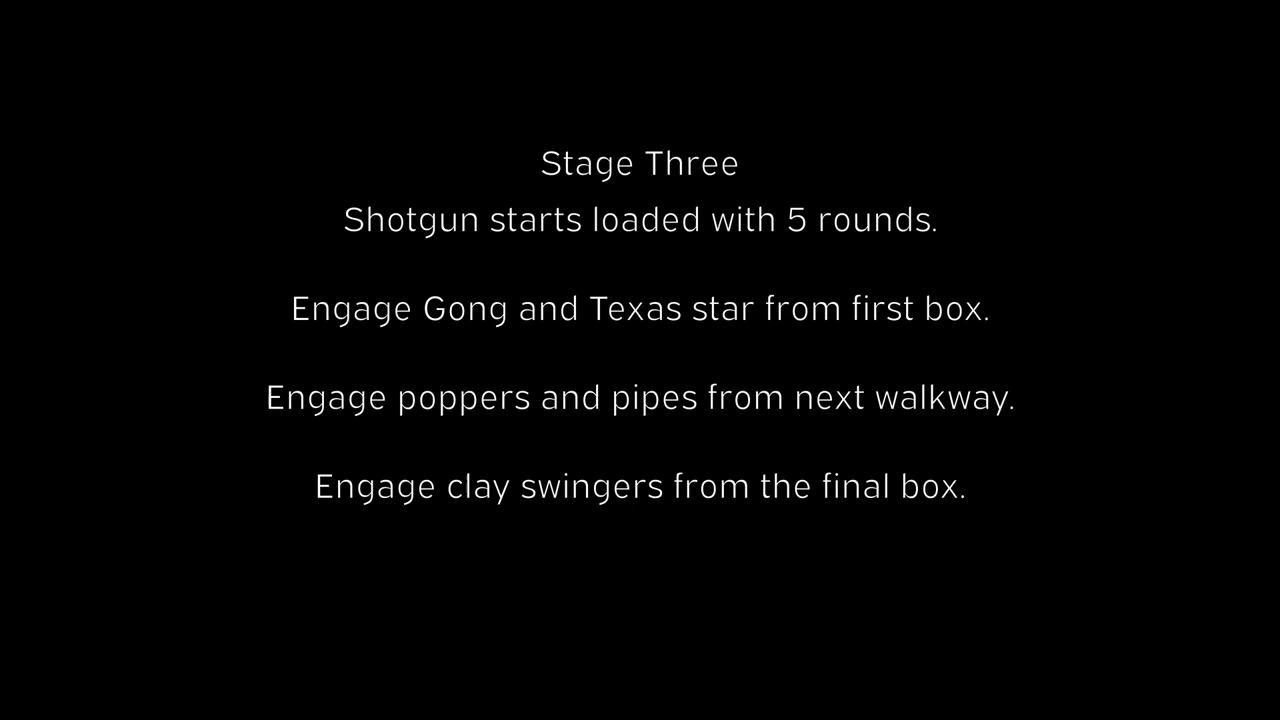 Stage Three
Shotgun starts loaded with 5 rounds.
Engage Gong and Texas star from first box.
Engage poppers and pipes from next walkway.
Engage clay swingers from the final box.